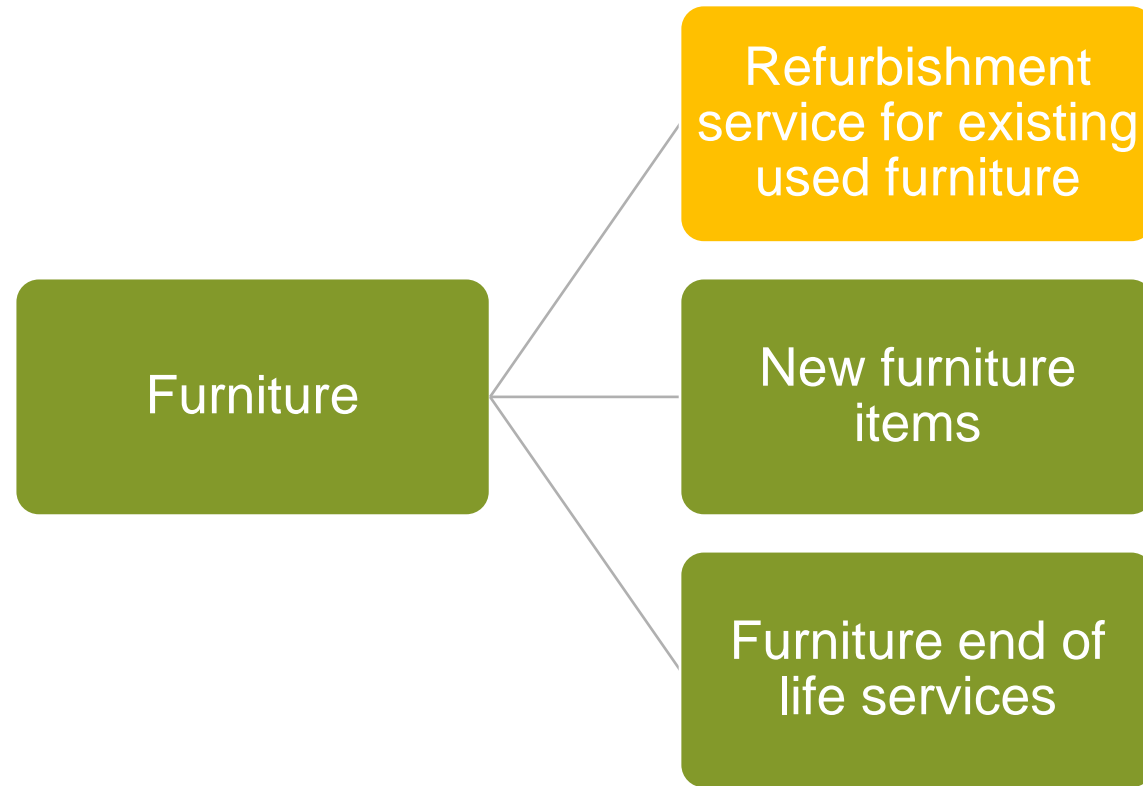 Refurbishment
service for existing
used furniture
Furniture
New furniture
items
Furniture end of
life services